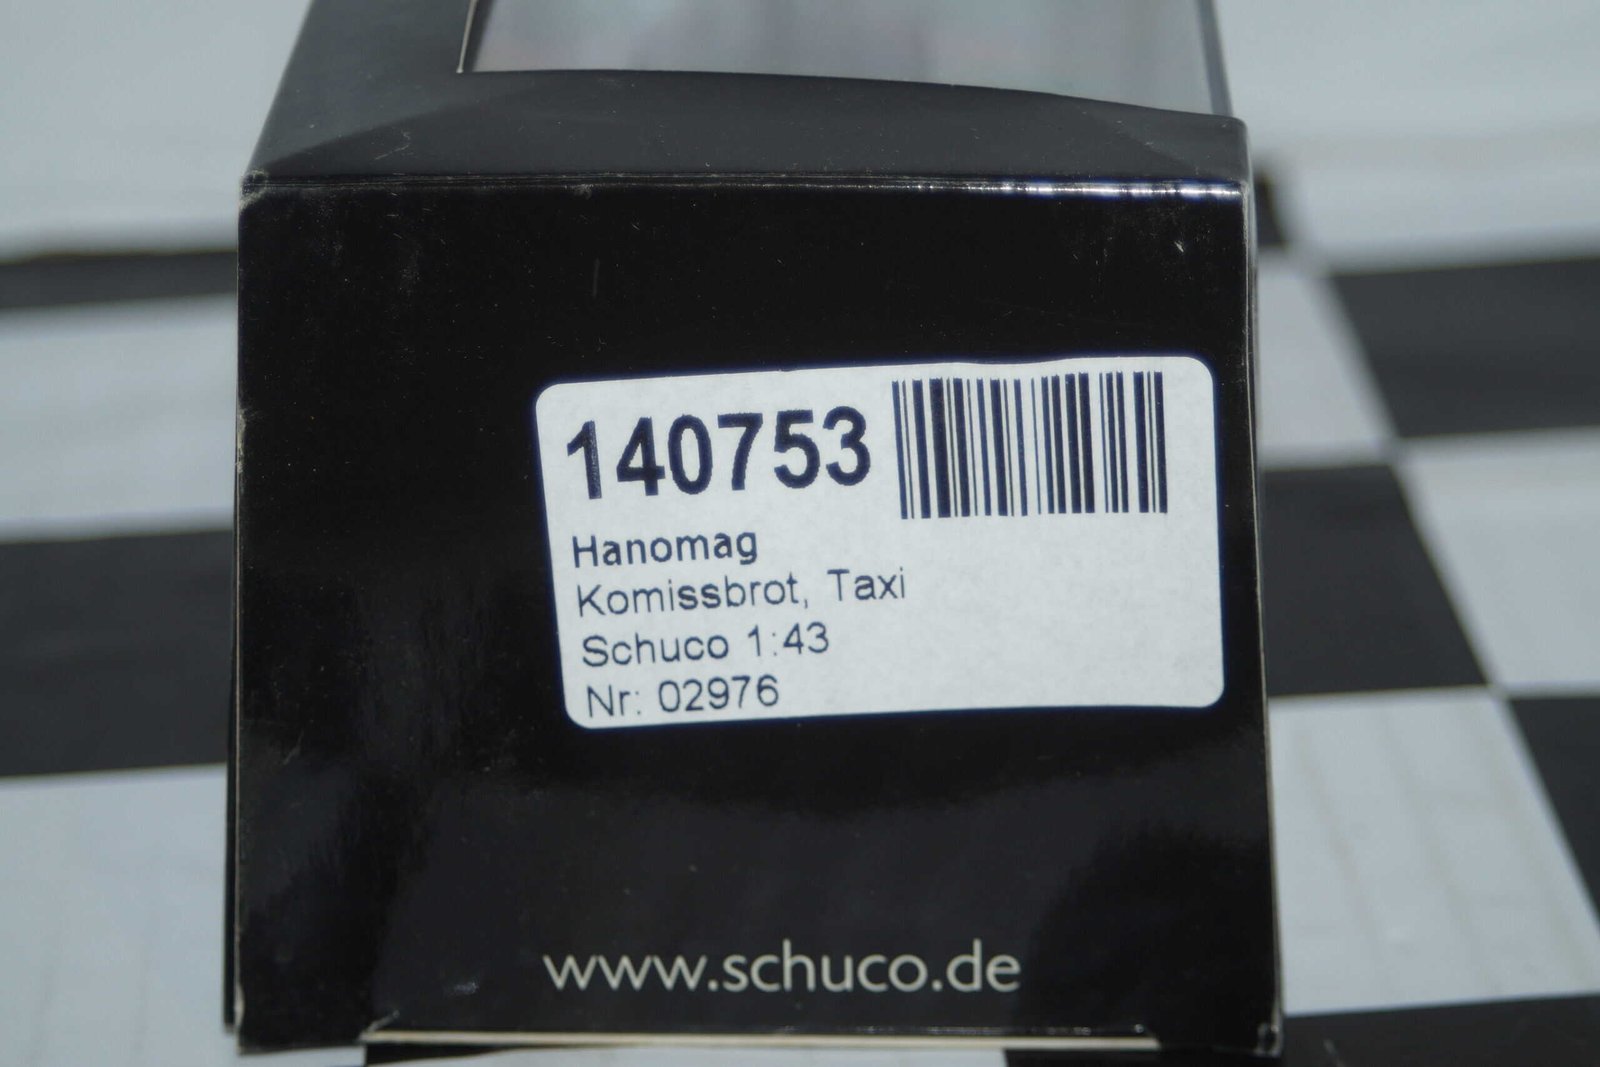 140753
Hanomag
Komissbrot, Taxi
Schuco 1:43
Nr: 02976
www.schuco.de